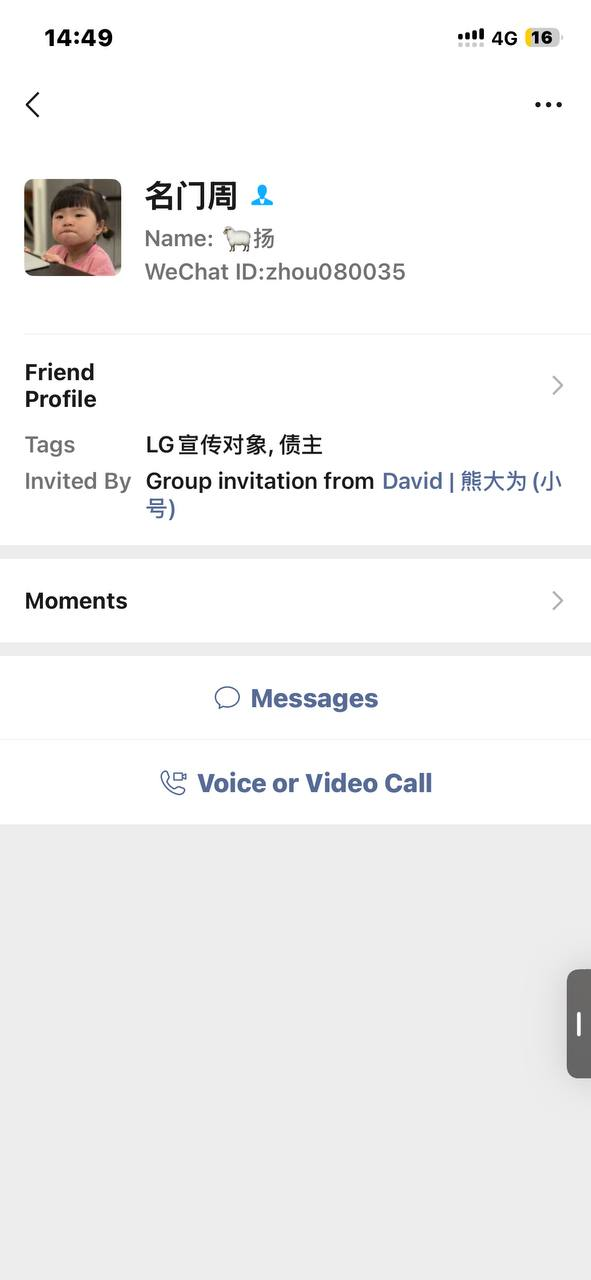 14:49
4G 16
名门周
Name: 🐑扬
WeChat ID:zhou080035
Friend
Profile
Tags LG宣传对象, 债主
Invited By Group invitation from David | 熊大为 (小
号)
Moments
Messages
Voice or Video Call